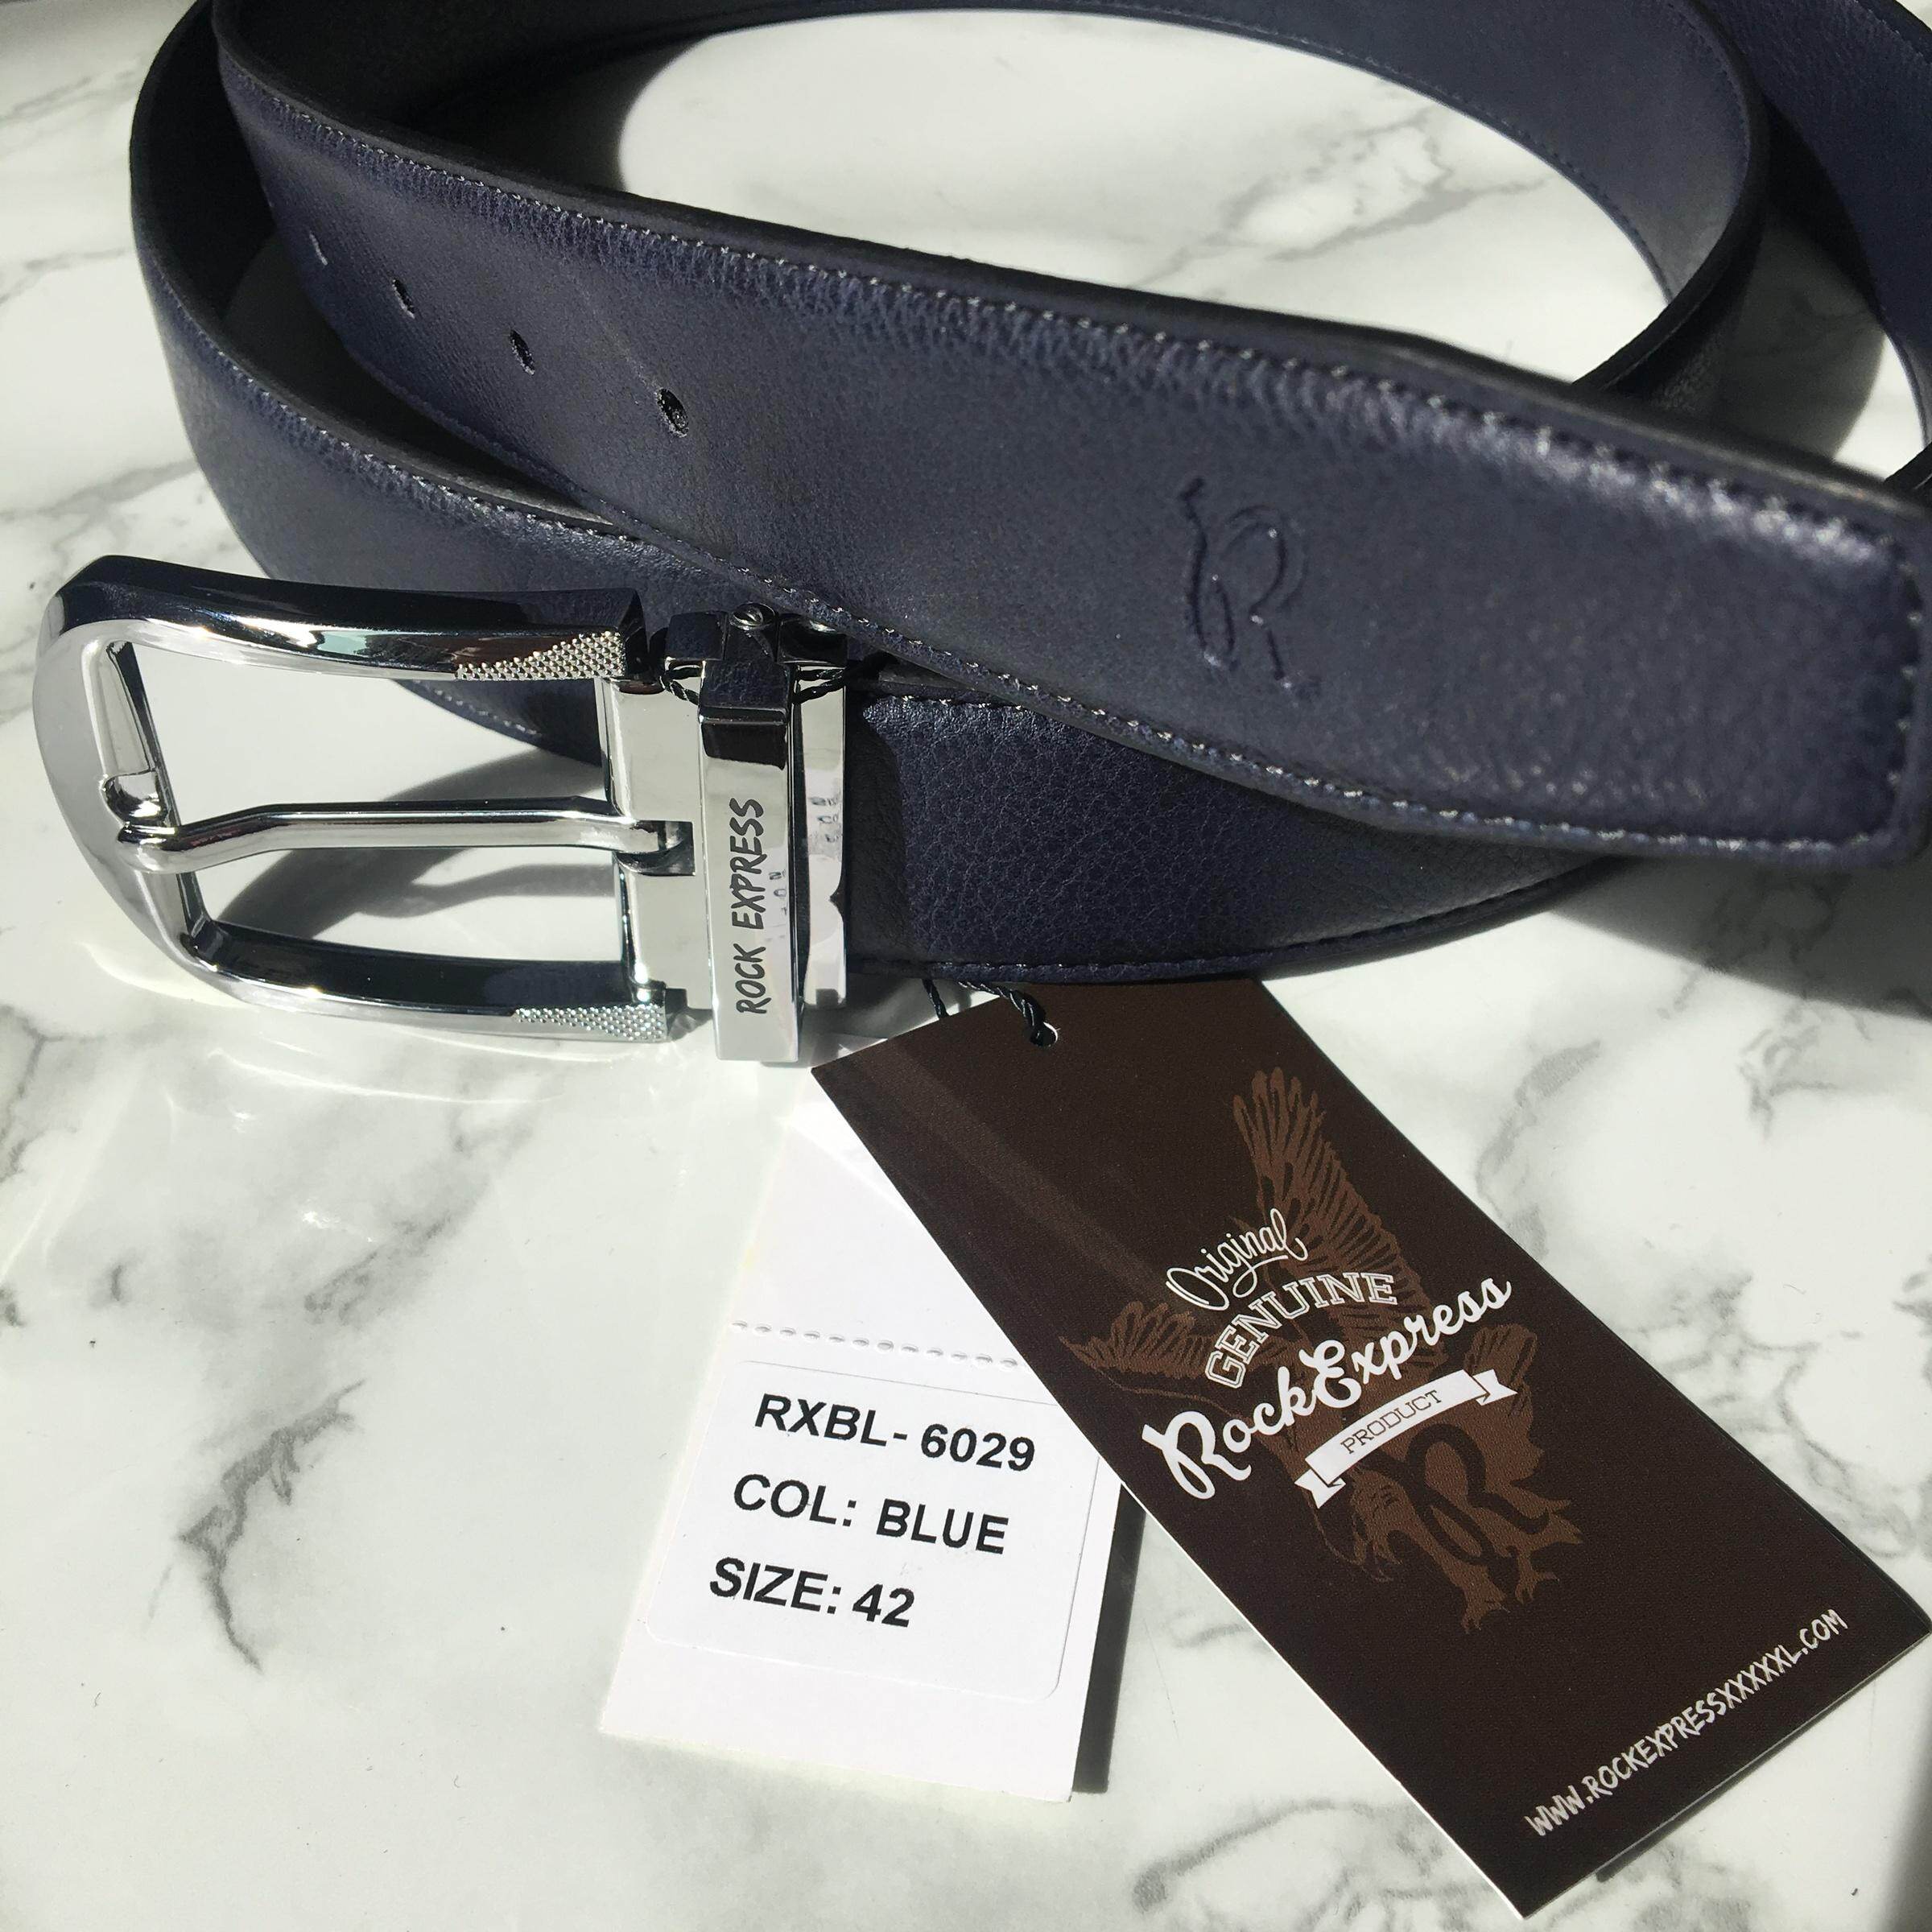 ROCK EXPRESS
Original
GENUINE
RockExpress
PRODUCT
R
WWW.ROCKEXPRESSXXXXXL.COM
RXBL- 6029
COL: BLUE
SIZE: 42